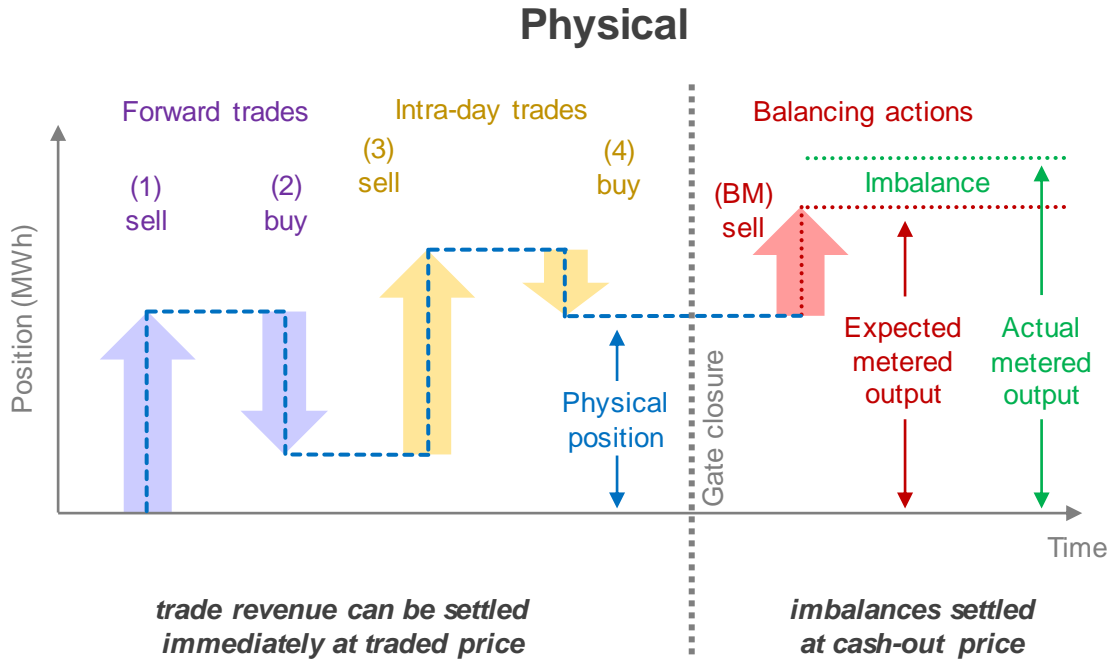 Physical
Forward trades
Intra-day trades
Balancing actions
(1)
sell
(2)
buy
(3)
sell
(4)
buy
(BM)
sell
Imbalance
Position (MWh)
Physical
position
Gate closure
Expected
metered
output
Actual
metered
output
Time
trade revenue can be settled
immediately at traded price
imbalances settled
at cash-out price